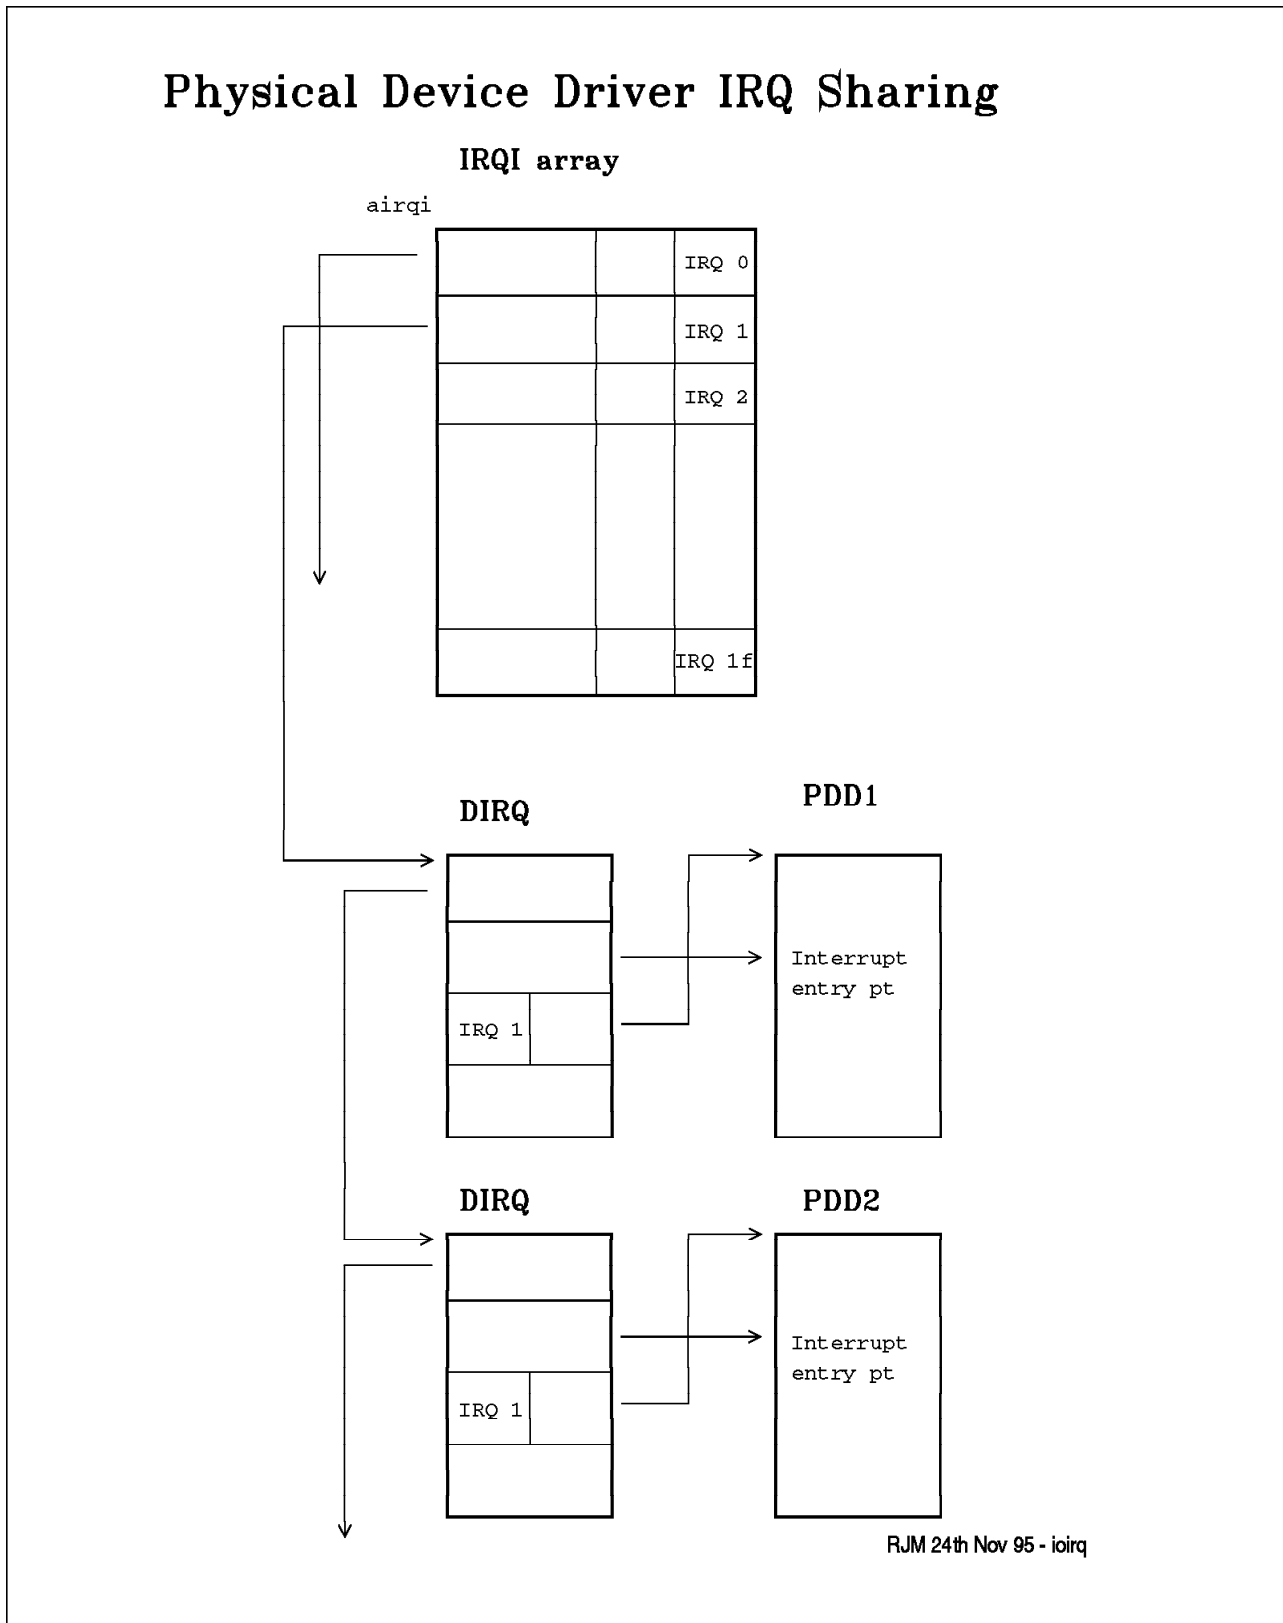 Physical Device Driver IRQ Sharing
IRQI array
airqi
IRQ 0
IRQ 1
IRQ 2
IRQ 1f
DIRQ
PDD1
Interrupt
entry pt
IRQ 1
DIRQ
PDD2
Interrupt
entry pt
IRQ 1
RJM 24th Nov 95 - ioirq